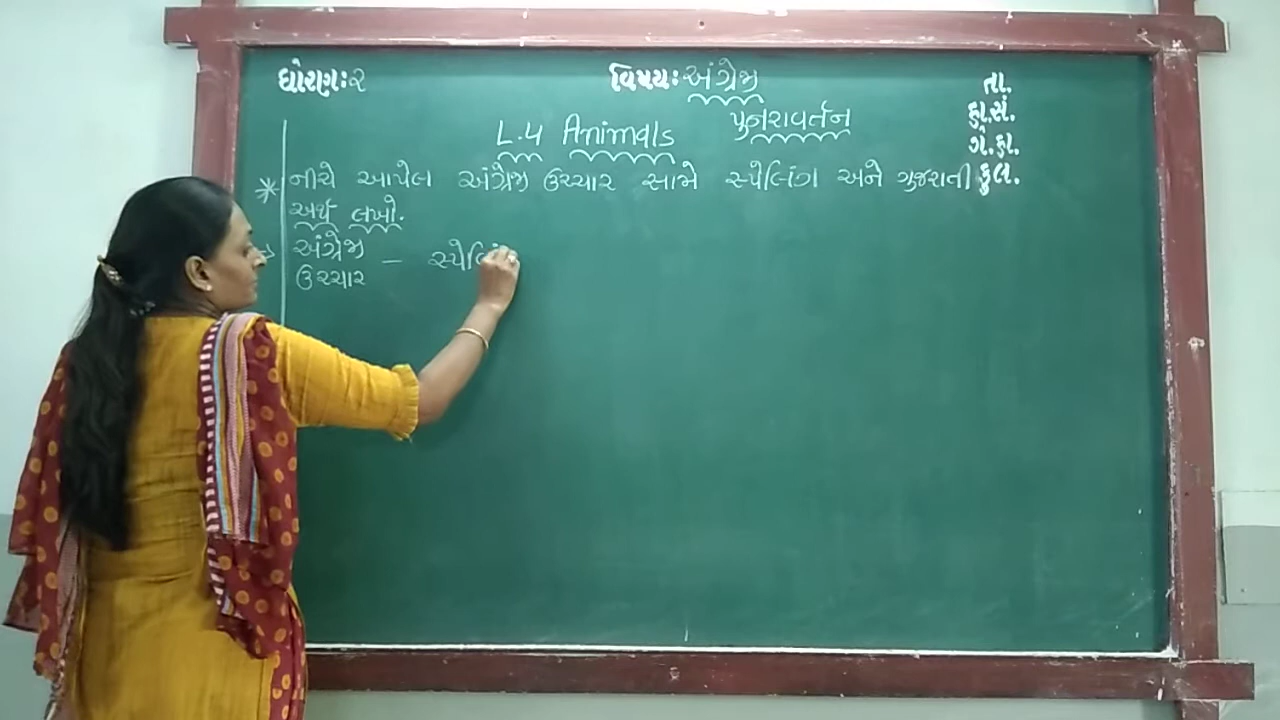 ધોરણ:૨ વિષય: અંગ્રેજી તા.
હા.સં.
L.4 Animals પુનરાવર્તન
ગે.હા.
* નીચે આપેલ અંગ્રેજી ઉચ્ચાર સામે સ્પેલિંગ અને ગુજરાતી
કુલ.
અર્થ લખો.
→ અંગ્રેજી
ઉચ્ચાર – સ્પેલિં